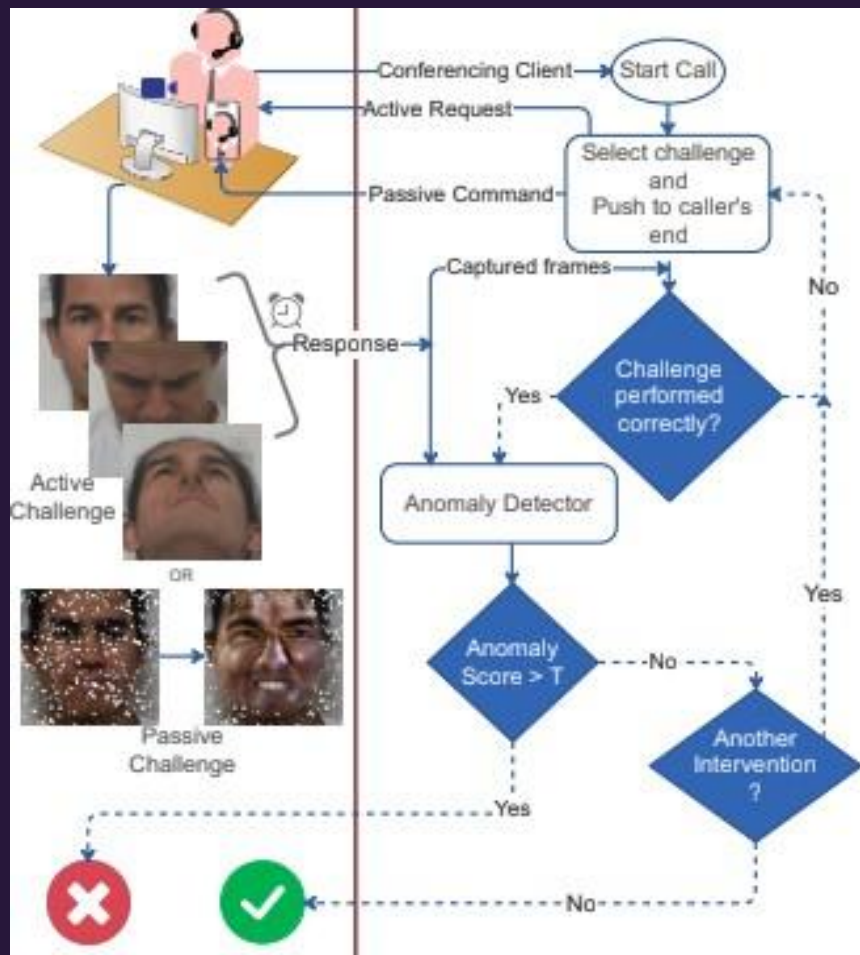 Conferencing Client
Start Call
Active Request
Select challenge
and
Push to caller's
end
Passive Command
Captured frames
No
Response
Challenge
performed
correctly?
Yes
Active
Challenge
Anomaly Detector
OR
Yes
Anomaly
Score > T
No
Another
Intervention
?
Passive
Challenge
Yes
No